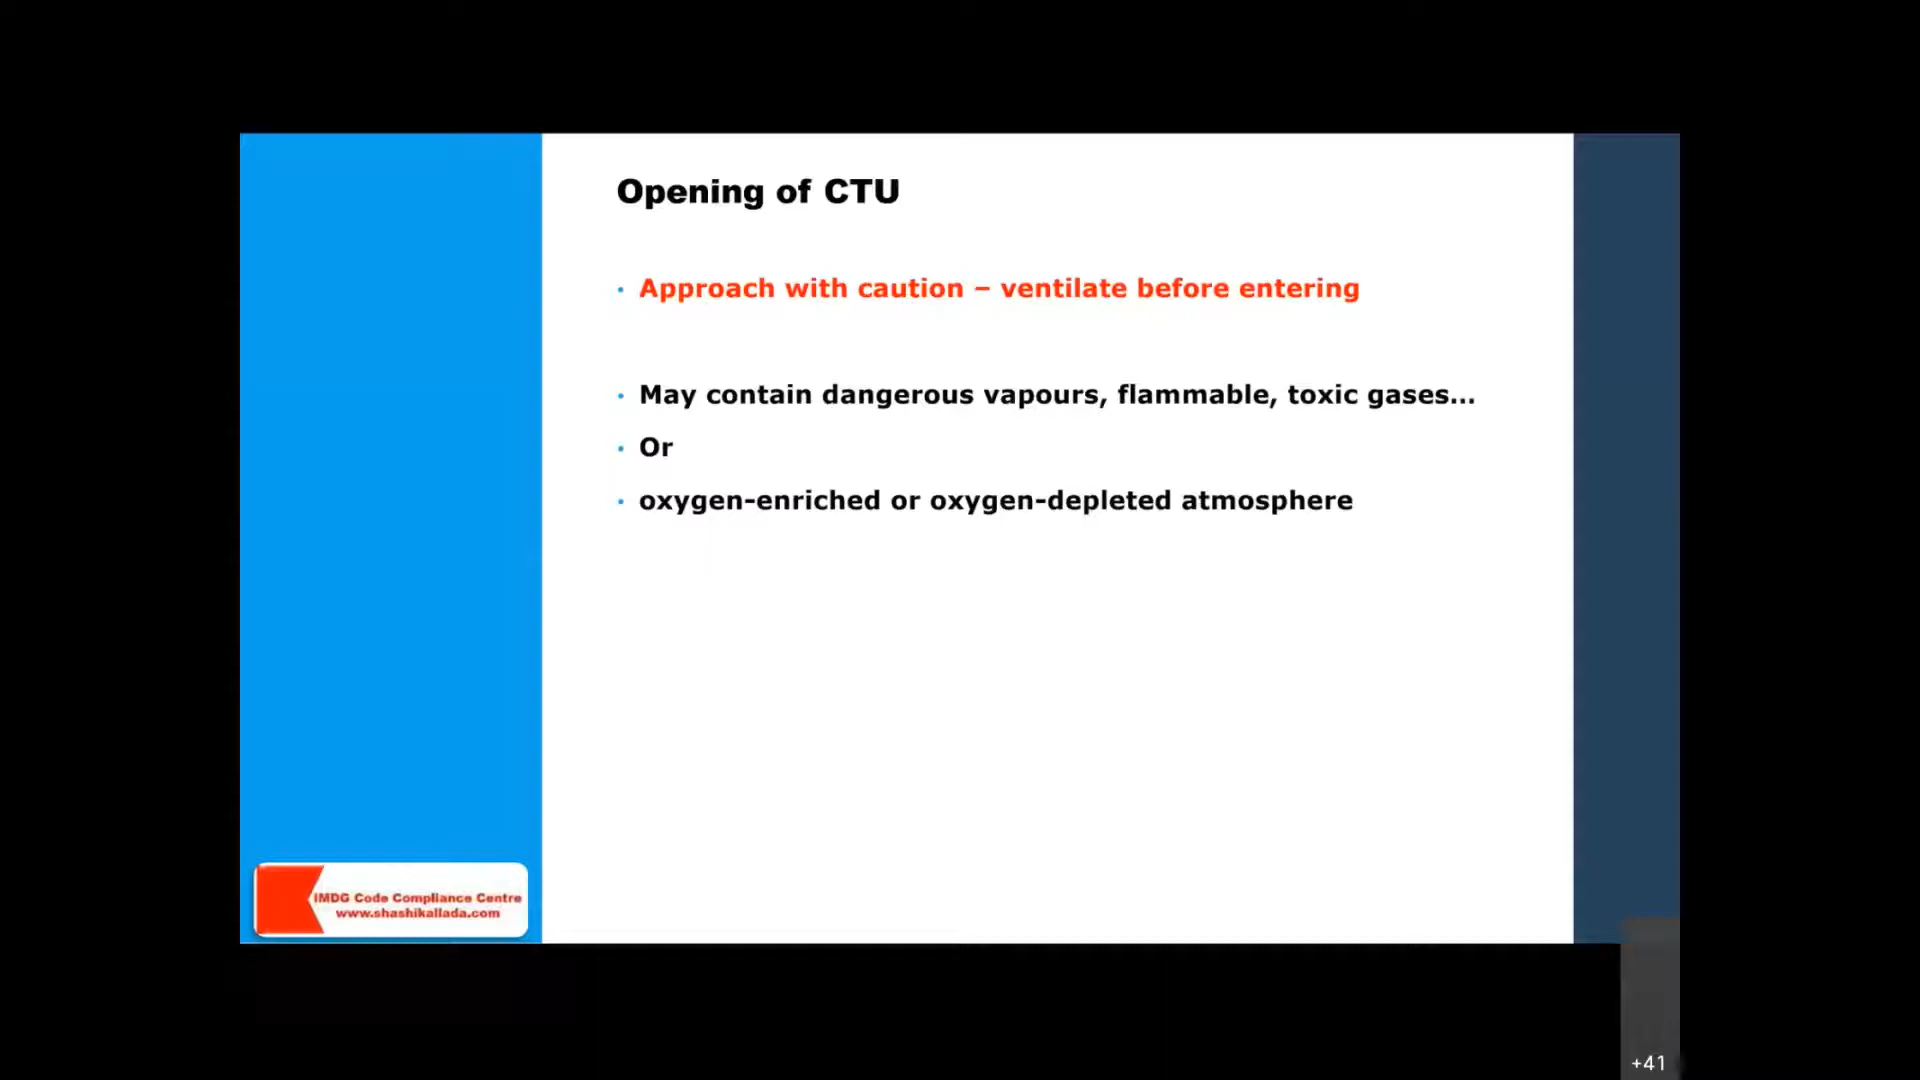 Opening of CTU
· Approach with caution – ventilate before entering
· May contain dangerous vapours, flammable, toxic gases...
· Or
· oxygen-enriched or oxygen-depleted atmosphere
IMDG Code Compliance Centre
www.shashikallada.com
+41